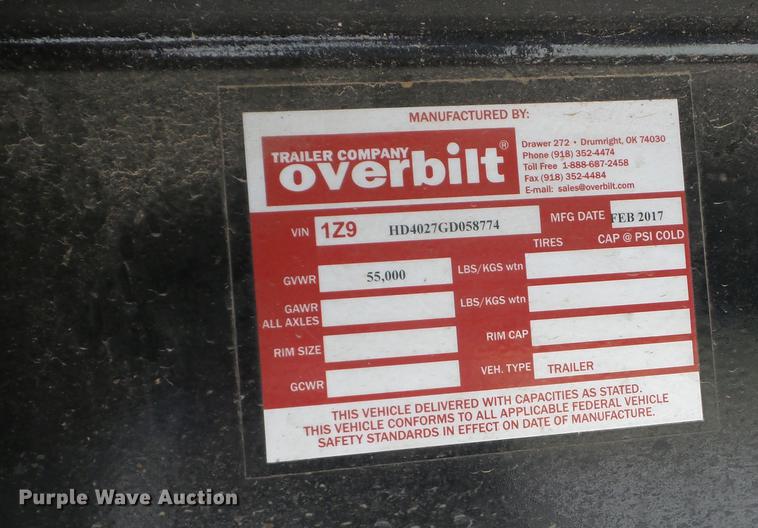 MANUFACTURED BY:
TRAILER COMPANY
overbilt®
Drawer 272 • Drumright, OK 74030
Phone (918) 352-4474
Toll Free 1-888-687-2458
Fax (918) 352-4484
E-mail: sales@overbilt.com
VIN 1Z9 HD4027GD058774 MFG DATE FEB 2017
TIRES CAP @ PSI COLD
GVWR 55,000 LBS/KGS wtn
GAWR ALL AXLES LBS/KGS wtn
RIM SIZE RIM CAP
GCWR VEH. TYPE TRAILER
THIS VEHICLE DELIVERED WITH CAPACITIES AS STATED.
THIS VEHICLE CONFORMS TO ALL APPLICABLE FEDERAL VEHICLE
SAFETY STANDARDS IN EFFECT ON DATE OF MANUFACTURE.
Purple Wave Auction